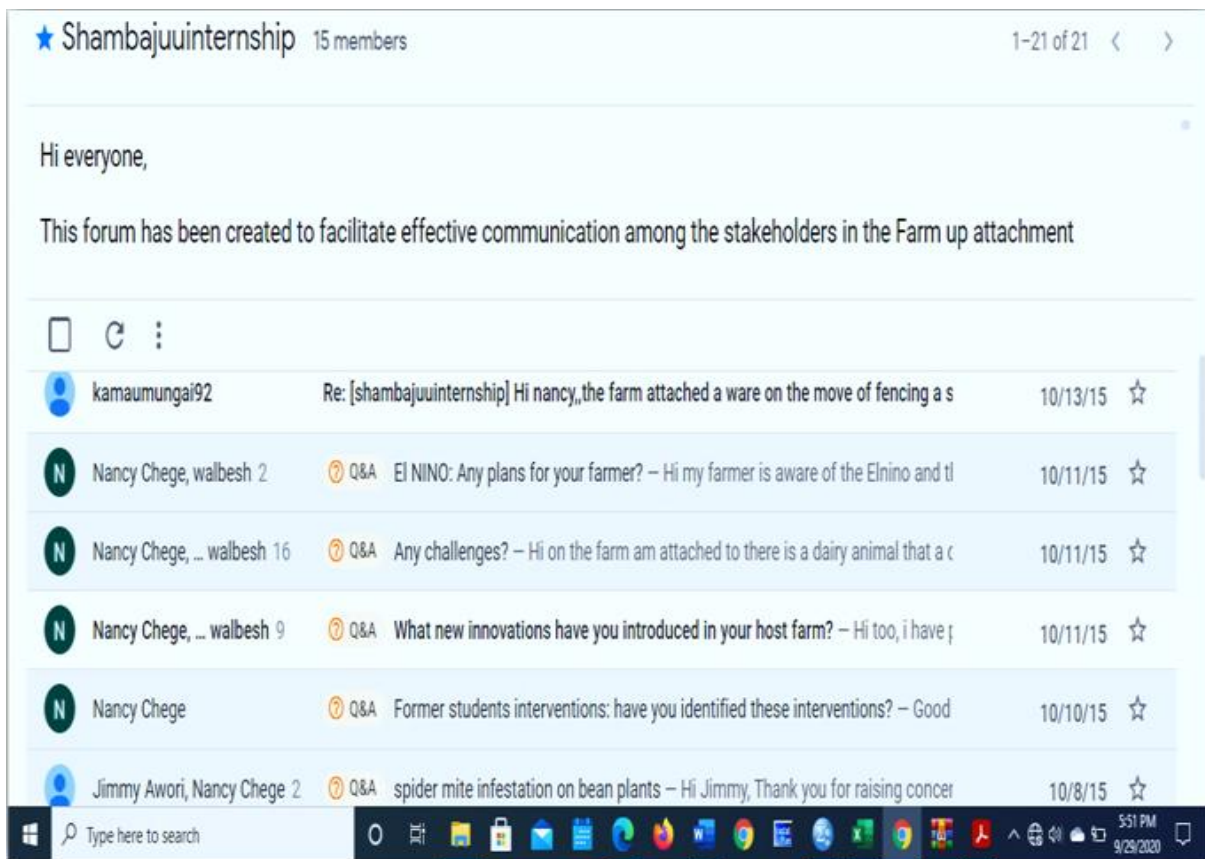 Shambajuuinternship 15 members 1–21 of 21
Hi everyone,
This forum has been created to facilitate effective communication among the stakeholders in the Farm up attachment
kamaumungai92 Re: [shambajuuinternship] Hi nancy,,the farm attached a ware on the move of fencing a s 10/13/15
N Nancy Chege, walbesh 2 Q&A El NINO: Any plans for your farmer? – Hi my farmer is aware of the Elnino and tl 10/11/15
N Nancy Chege, ... walbesh 16 Q&A Any challenges? – Hi on the farm am attached to there is a dairy animal that a c 10/11/15
N Nancy Chege, ... walbesh 9 Q&A What new innovations have you introduced in your host farm? – Hi too, i have 10/11/15
N Nancy Chege Q&A Former students interventions: have you identified these interventions? – Good 10/10/15
Jimmy Awori, Nancy Chege 2 Q&A spider mite infestation on bean plants – Hi Jimmy, Thank you for raising concer 10/8/15
Type here to search 5:51 PM
9/29/2020